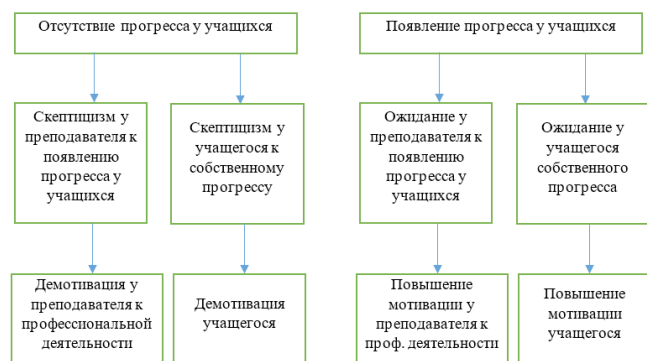 Отсутствие прогресса у учащихся
Появление прогресса у учащихся
Скептицизм у
преподавателя к
появлению
прогресса у
учащихся
Скептицизм у
учащегося к
собственному
прогрессу
Ожидание у
преподавателя к
появлению
прогресса у
учащихся
Ожидание у
учащегося
собственного
прогресса
Демотивация у
преподавателя к
профессиональной
деятельности
Демотивация
учащегося
Повышение
мотивации у
преподавателя к
проф. деятельности
Повышение
мотивации
учащегося